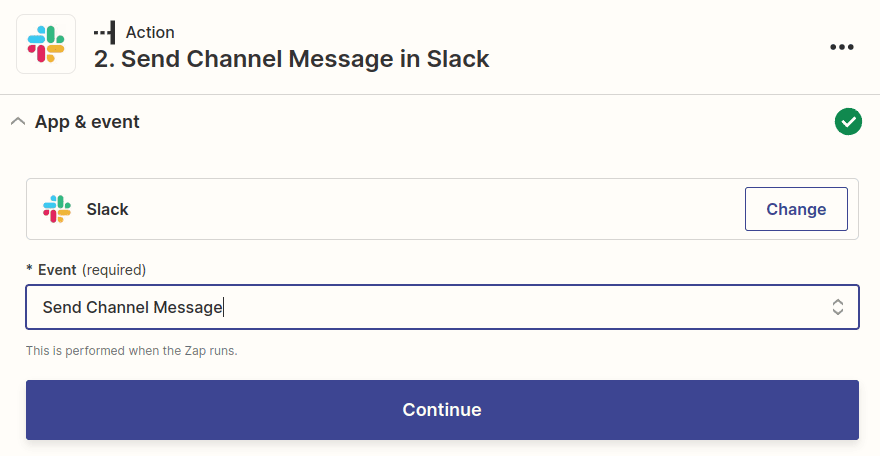 Action
2. Send Channel Message in Slack
App & event
Slack
Change
* Event (required)
Send Channel Message
This is performed when the Zap runs.
Continue